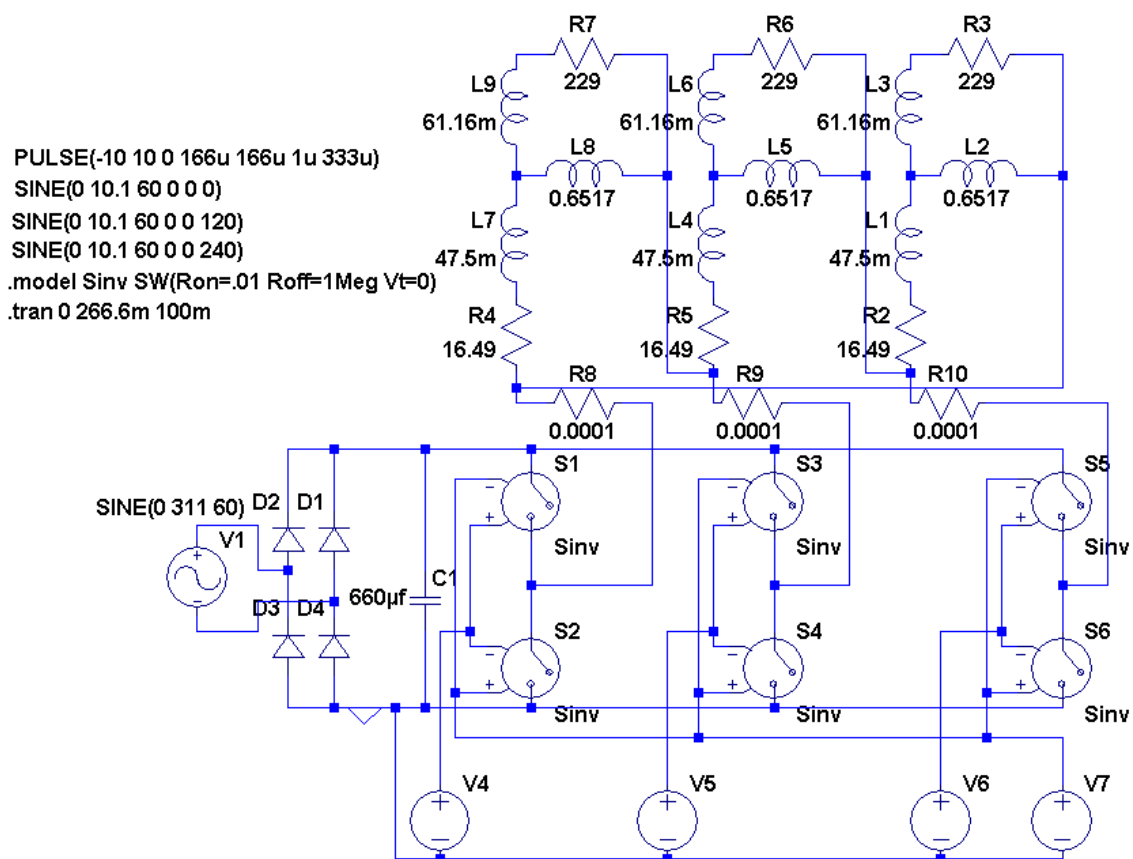 R7
R6
R3
229
229
229
L9
L6
L3
61.16m
61.16m
61.16m
PULSE(-10 10 0 166u 166u 1u 333u)
L8
L5
L2
SINE(0 10.1 60 0 0 0)
0.6517
0.6517
0.6517
SINE(0 10.1 60 0 0 120)
L7
L4
L1
SINE(0 10.1 60 0 0 240)
47.5m
47.5m
47.5m
.model Sinv SW(Ron=.01 Roff=1Meg Vt=0)
.tran 0 266.6m 100m
R4
R5
R2
16.49
16.49
16.49
R8
R9
R10
0.0001
0.0001
0.0001
S1
S3
S5
SINE(0 311 60)
D2
D1
V1
Sinv
Sinv
Sinv
C1
660µf
D3
D4
S2
S4
S6
Sinv
Sinv
Sinv
V4
V5
V6
V7